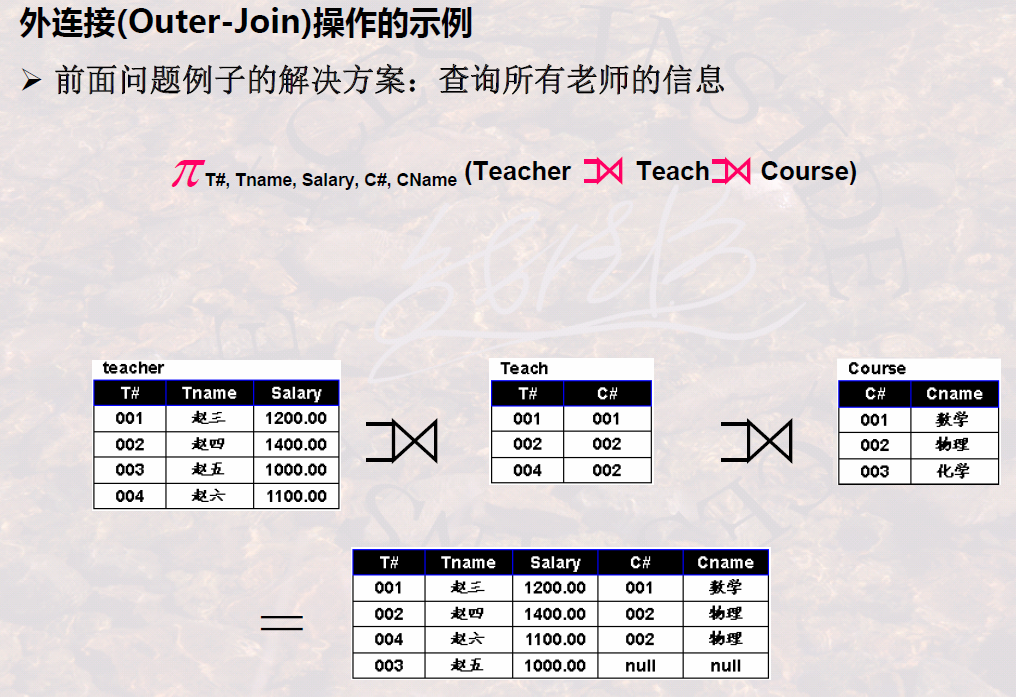 外连接(Outer-Join)操作的示例
➢ 前面问题例子的解决方案：查询所有老师的信息
π T#, Tname, Salary, C#, CName (Teacher ⟕ Teach ⟕ Course)
teacher
T# Tname Salary
001 赵三 1200.00
002 赵四 1400.00
003 赵五 1000.00
004 赵六 1100.00
Teach
T# C#
001 001
002 002
004 002
Course
C# Cname
001 数学
002 物理
003 化学
=
T# Tname Salary C# Cname
001 赵三 1200.00 001 数学
002 赵四 1400.00 002 物理
004 赵六 1100.00 002 物理
003 赵五 1000.00 null null